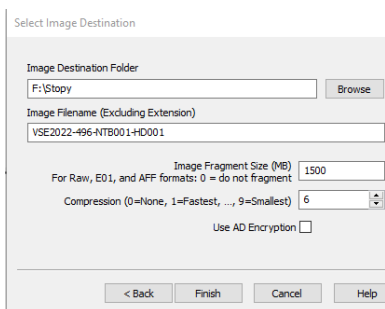 Select Image Destination
Image Destination Folder
F:\Stopy
Browse
Image Filename (Excluding Extension)
VSE2022-496-NTB001-HD001
Image Fragment Size (MB)
For Raw, E01, and AFF formats: 0 = do not fragment
1500
Compression (0=None, 1=Fastest, ..., 9=Smallest)
6
Use AD Encryption
< Back
Finish
Cancel
Help